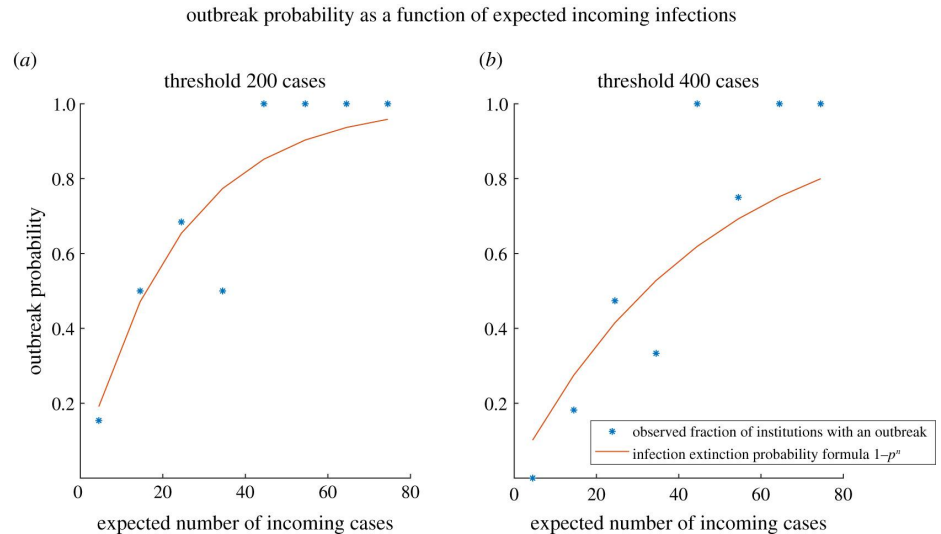 outbreak probability as a function of expected incoming infections
(a)
threshold 200 cases
1.0
0.8
0.6
0.4
0.2
0
20
40
60
80
outbreak probability
expected number of incoming cases
(b)
threshold 400 cases
1.0
0.8
0.6
0.4
0.2
0
20
40
60
80
expected number of incoming cases
observed fraction of institutions with an outbreak
infection extinction probability formula 1–pⁿ